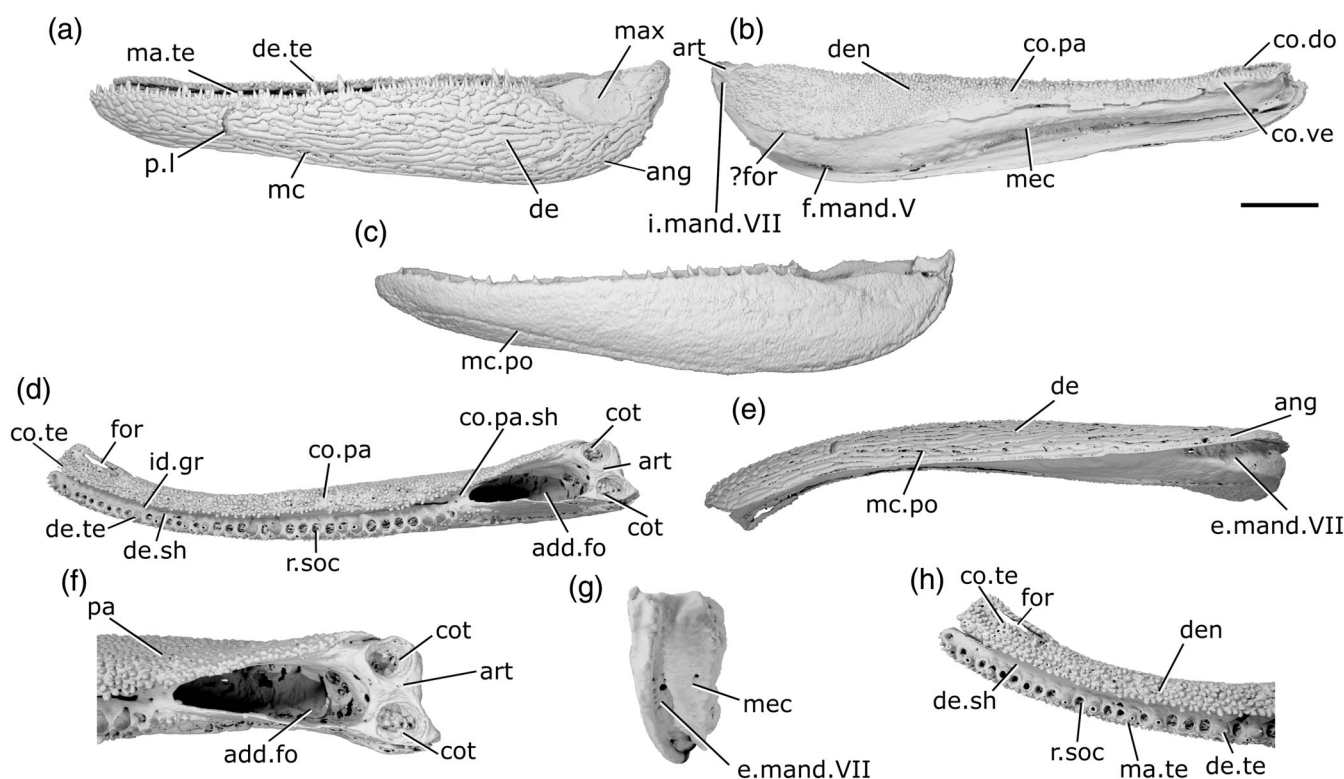 (a)
ma.te
de.te
max
p.l
mc
de
ang
(b)
art
den
co.pa
co.do
co.ve
?for
mec
f.mand.V
i.mand.VII
(c)
mc.po
(d)
co.te
for
id.gr
co.pa
co.pa.sh
cot
art
cot
de.te
de.sh
r.soc
add.fo
(e)
de
ang
mc.po
e.mand.VII
(f)
pa
cot
art
add.fo
cot
(g)
mec
e.mand.VII
(h)
co.te
for
den
de.sh
r.soc
ma.te
de.te